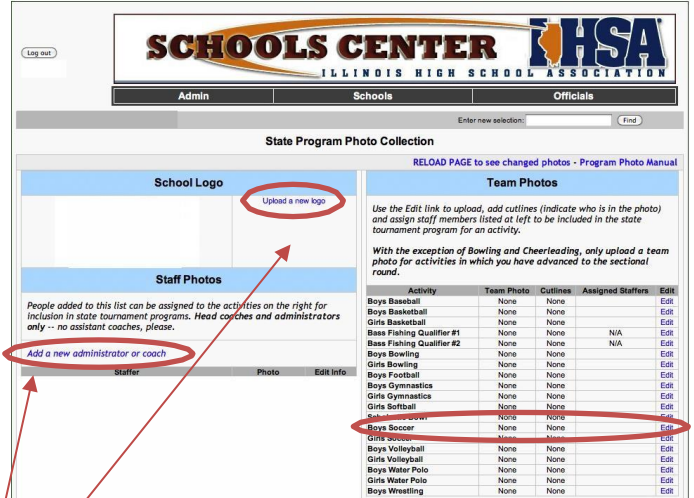 Log out
SCHOOLS CENTER IHSA
ILLINOIS HIGH SCHOOL ASSOCIATION
Admin Schools Officials
Enter new selection: Find
State Program Photo Collection
RELOAD PAGE to see changed photos - Program Photo Manual
School Logo
Upload a new logo
Staff Photos
People added to this list can be assigned to the activities on the right for
inclusion in state tournament programs. Head coaches and administrators
only -- no assistant coaches, please.
Add a new administrator or coach
Staffer Photo Edit Info
Team Photos
Use the Edit link to upload, add cutlines (indicate who is in the photo)
and assign staff members listed at left to be included in the state
tournament program for an activity.
With the exception of Bowling and Cheerleading, only upload a team
photo for activities in which you have advanced to the sectional
round.
Activity Team Photo Cutlines Assigned Staffers Edit
Boys Baseball None None Edit
Boys Basketball None None Edit
Girls Basketball None None Edit
Bass Fishing Qualifier #1 None None N/A Edit
Bass Fishing Qualifier #2 None None N/A Edit
Boys Bowling None None Edit
Girls Bowling None None Edit
Boys Football None None Edit
Boys Gymnastics None None Edit
Girls Gymnastics None None Edit
Girls Softball None None Edit
Scholastic Bowl None None Edit
Boys Soccer None None Edit
Girls Soccer None None Edit
Boys Volleyball None None Edit
Girls Volleyball None None Edit
Boys Water Polo None None Edit
Girls Water Polo None None Edit
Boys Wrestling None None Edit